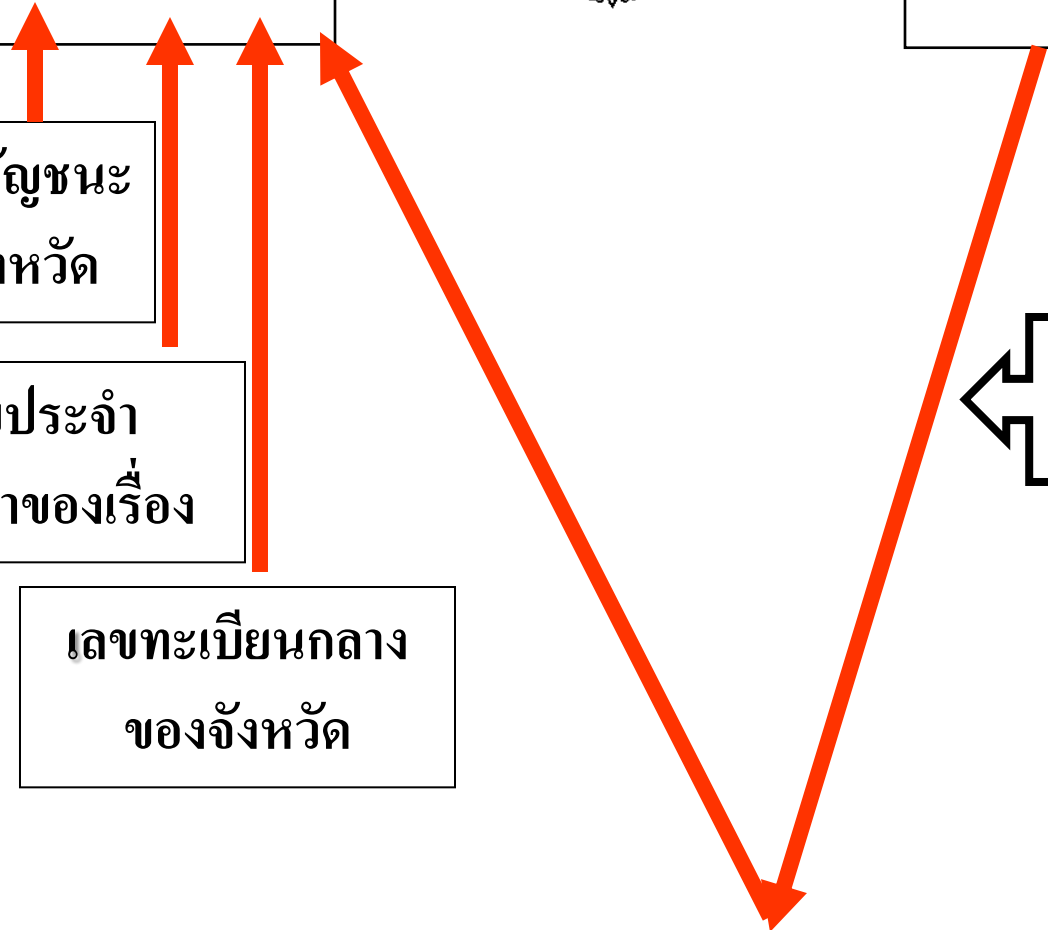 ัญชนะ
หวัด
ประจำ
าของเรื่อง
เลขทะเบียนกลาง
ของจังหวัด